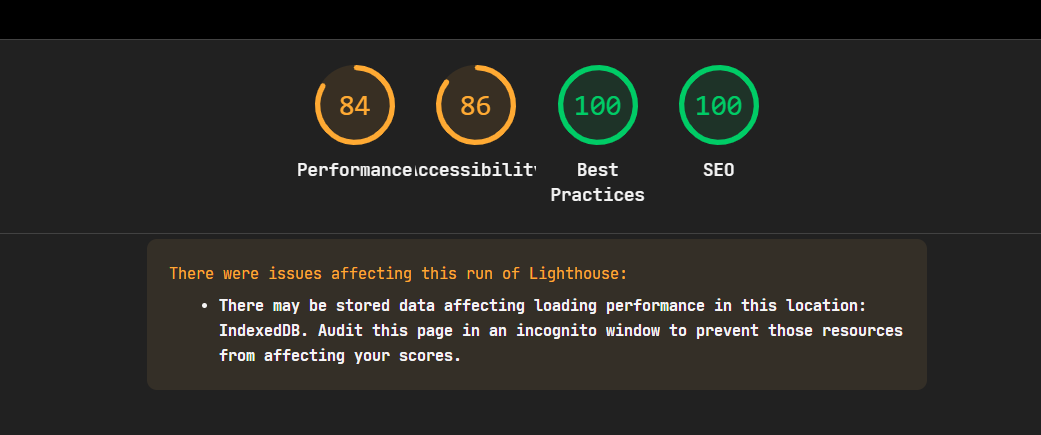 84
86
100
100
Performance
ccessibility
Best
Practices
SEO
There were issues affecting this run of Lighthouse:
• There may be stored data affecting loading performance in this location:
IndexedDB. Audit this page in an incognito window to prevent those resources
from affecting your scores.